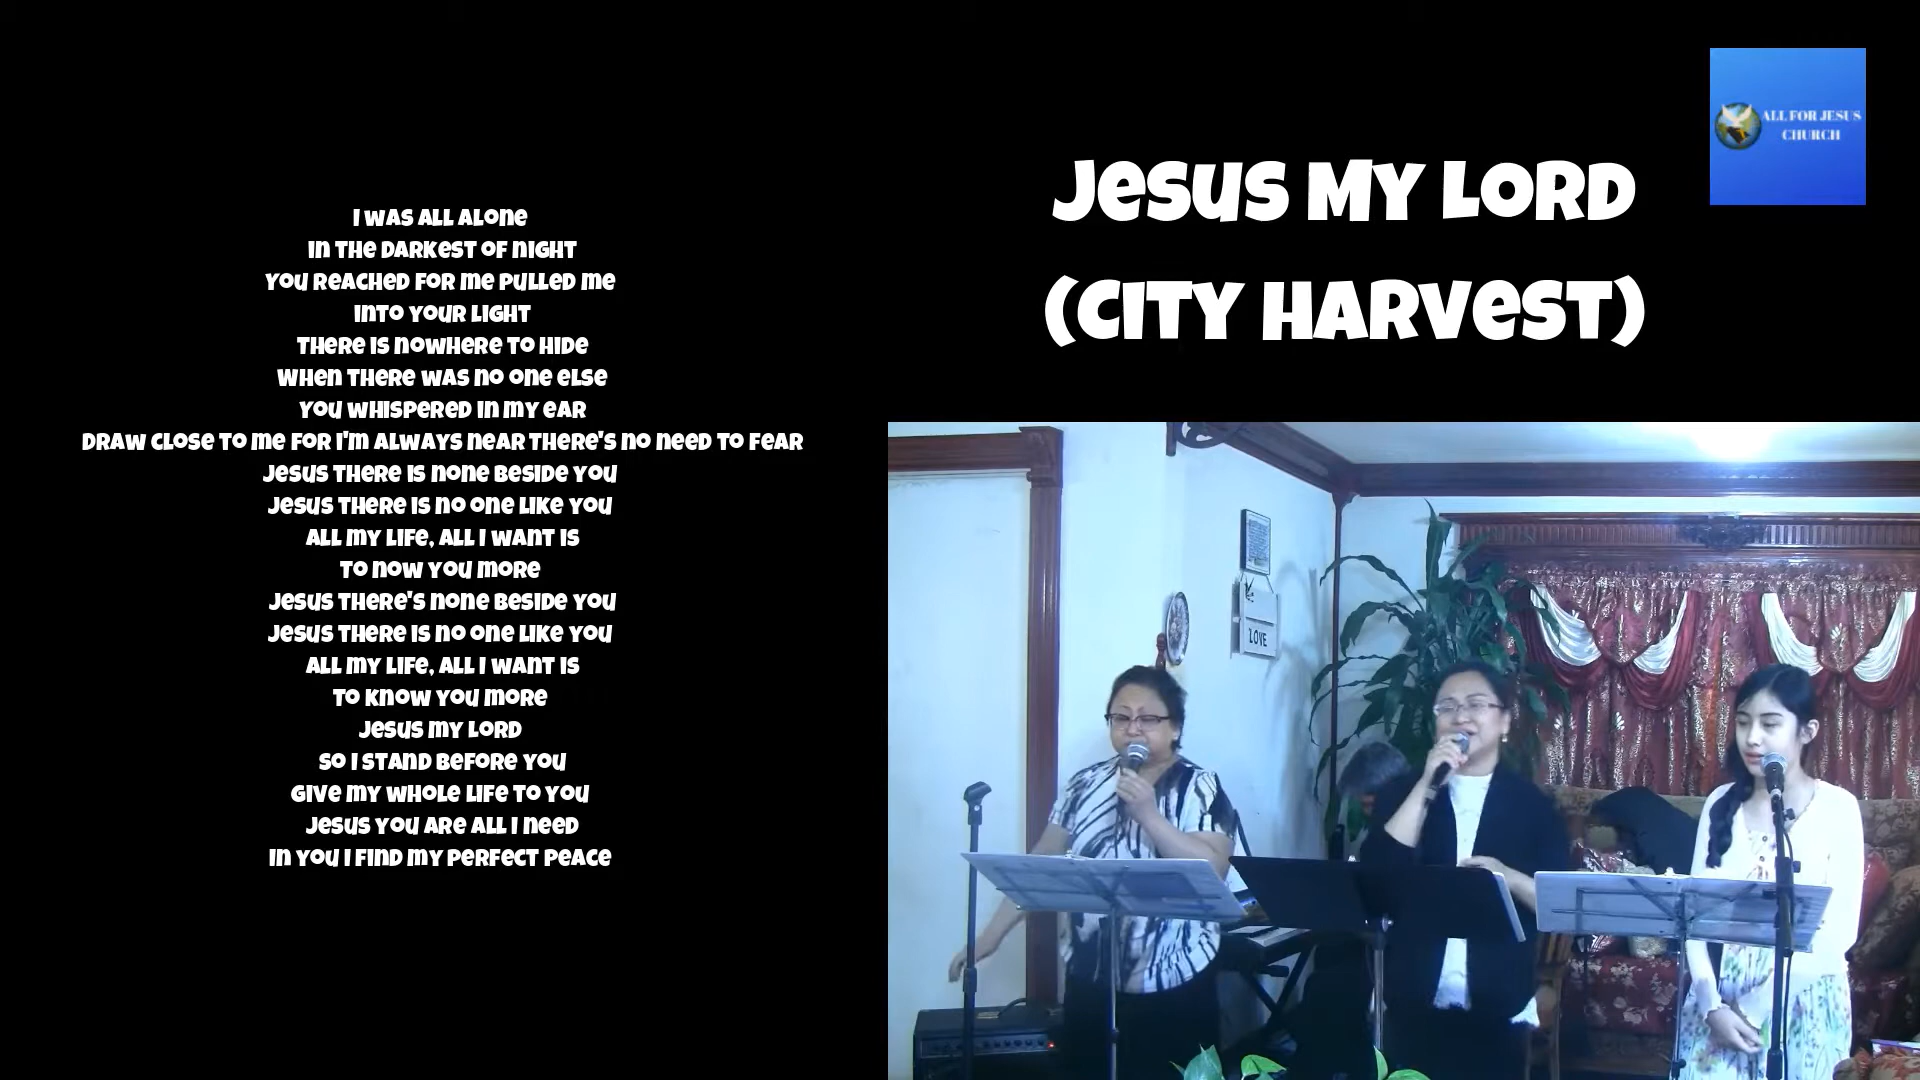 I was all alone
In the darkest of night
You reached for me pulled me
Into your light
There is nowhere to hide
When there was no one else
You whispered in my ear
Draw close to me for I'm always near there's no need to fear
Jesus there is none beside you
Jesus there is no one like you
All my life, all I want is
To now you more
Jesus there's none beside you
Jesus there is no one like you
All my life, all I want is
To know you more
Jesus my Lord
So I stand before you
Give my whole life to you
Jesus you are all I need
In you I find my perfect peace
Jesus My Lord
(City Harvest)
ALL FOR JESUS
CHURCH
LOVE